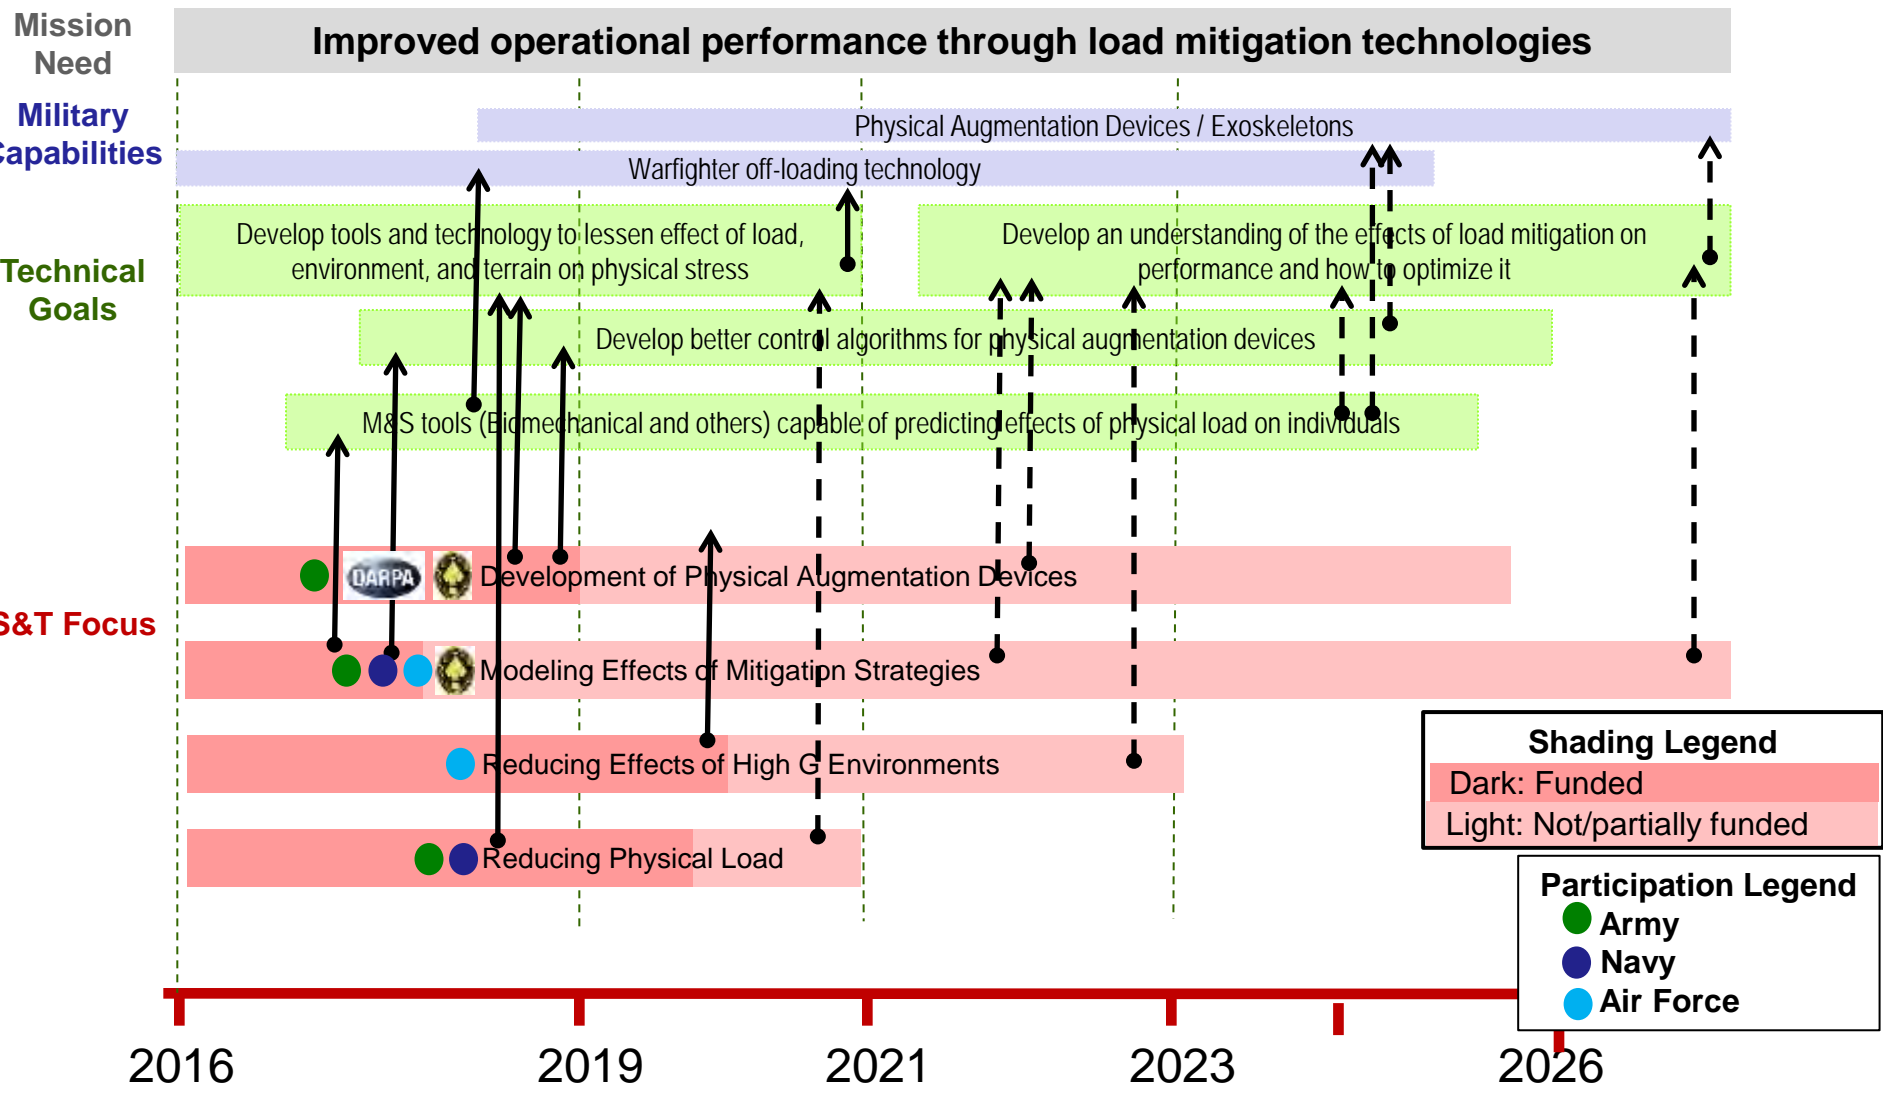 Mission
Need
Improved operational performance through load mitigation technologies
Military
Capabilities
Physical Augmentation Devices / Exoskeletons
Warfighter off-loading technology
Technical
Goals
Develop tools and technology to lessen effect of load,
environment, and terrain on physical stress
Develop an understanding of the effects of load mitigation on
performance and how to optimize it
Develop better control algorithms for physical augmentation devices
M&S tools (Biomechanical and others) capable of predicting effects of physical load on individuals
S&T Focus
DARPA
Development of Physical Augmentation Devices
Modeling Effects of Mitigation Strategies
Reducing Effects of High G Environments
Reducing Physical Load
Shading Legend
Dark: Funded
Light: Not/partially funded
Participation Legend
Army
Navy
Air Force
2016
2019
2021
2023
2026